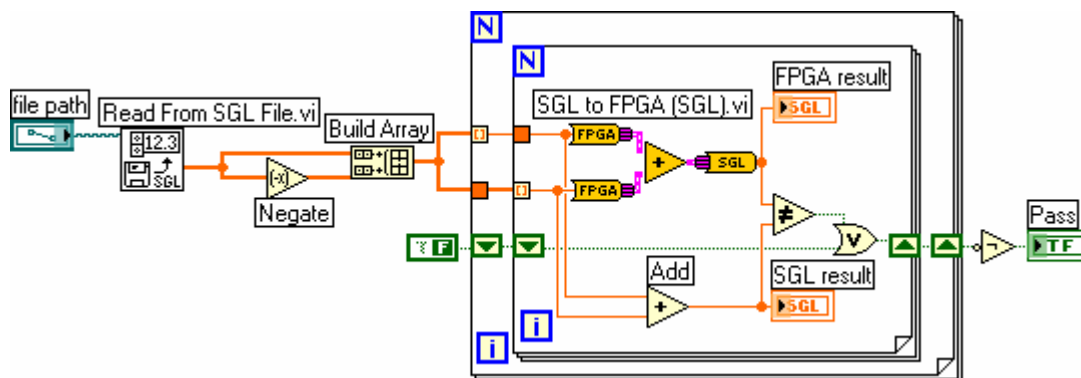 N
N
FPGA result
SGL
file path
Read From SGL File.vi
SGL to FPGA (SGL).vi
Build Array
12.3
SGL
FPGA
+
SGL
[-x]
Negate
FPGA
≠
V
Pass
F
TF
Add
SGL result
+
SGL
i
i